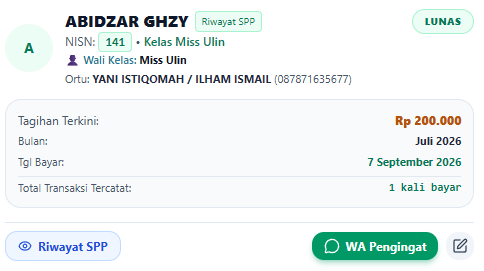 A
ABIDZAR GHZY Riwayat SPP LUNAS
NISN: 141 • Kelas Miss Ulin
Wali Kelas: Miss Ulin
Ortu: YANI ISTIQOMAH / ILHAM ISMAIL (087871635677)
Tagihan Terkini: Rp 200.000
Bulan: Juli 2026
Tgl Bayar: 7 September 2026
Total Transaksi Tercatat: 1 kali bayar
Riwayat SPP WA Pengingat